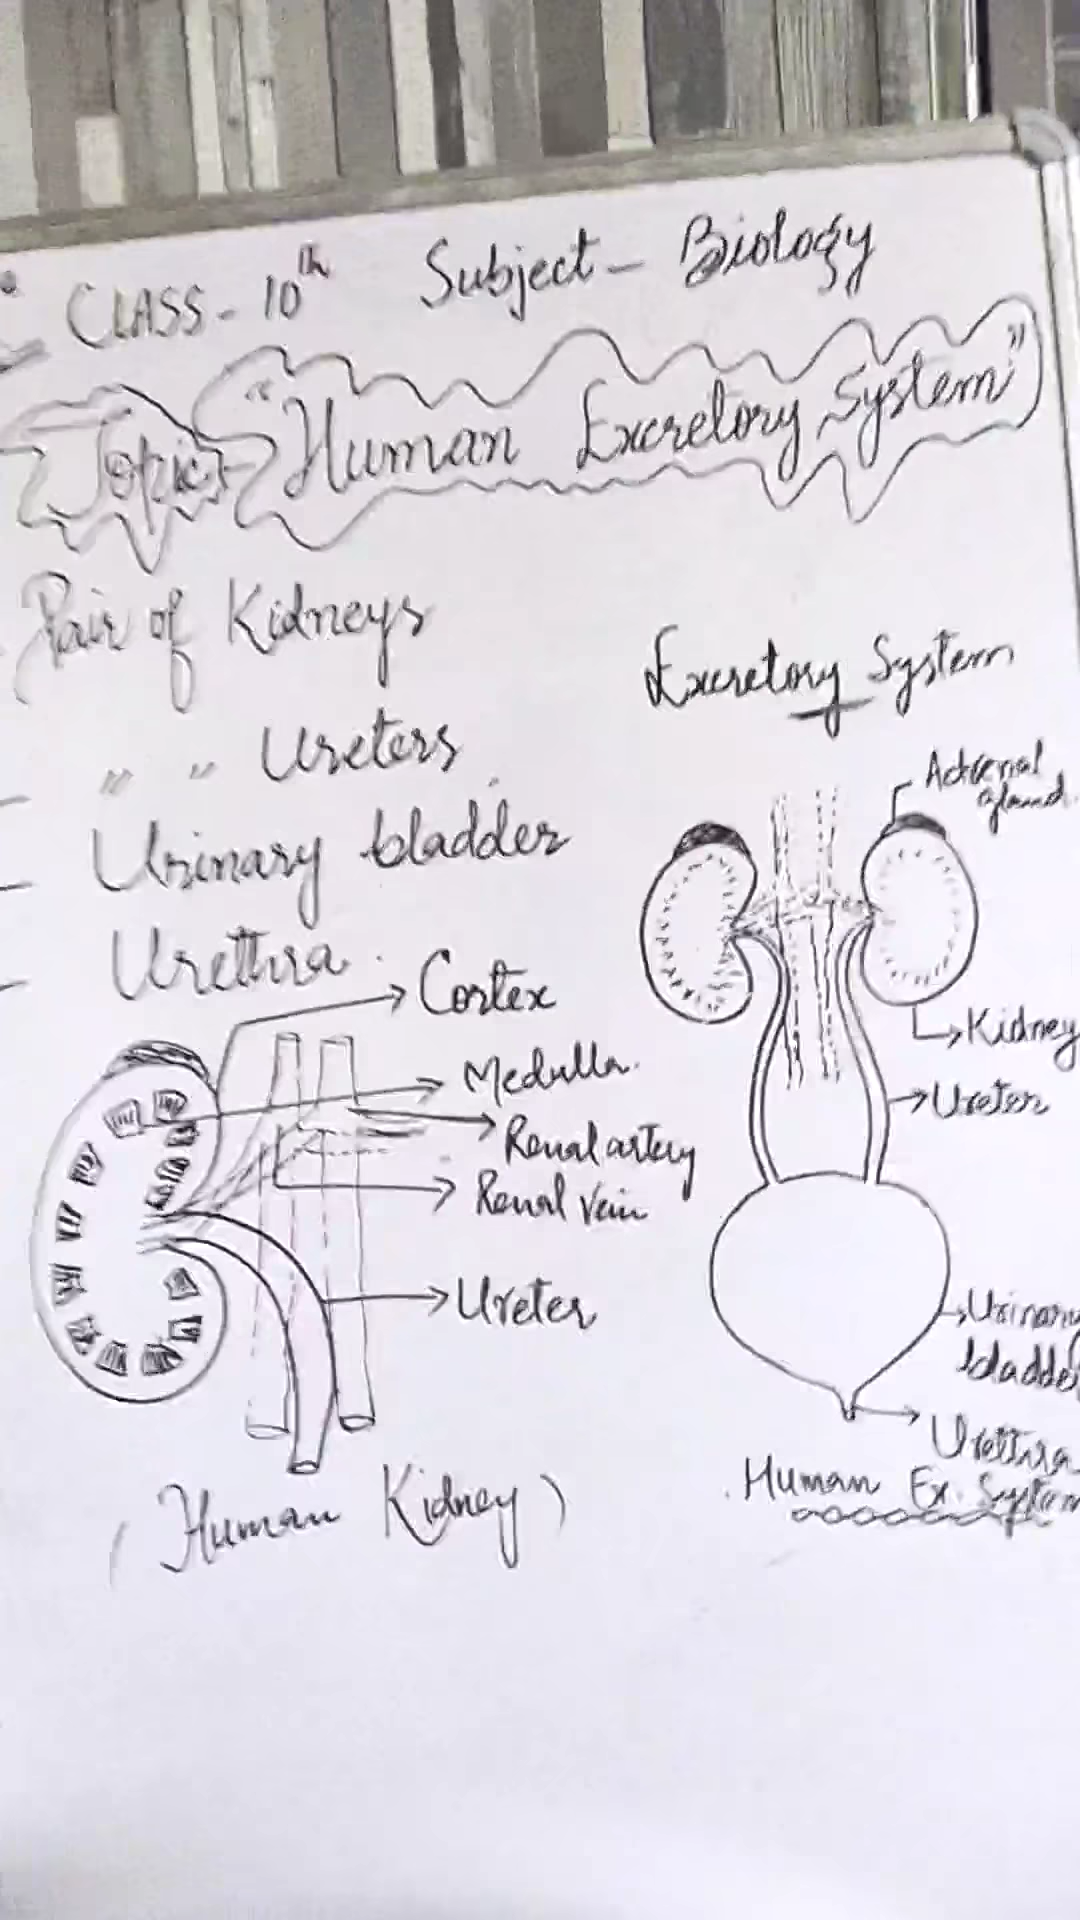 CLASS - 10th Subject - Biology
Topic - "Human Excretory System"
Pair of Kidneys
" " Ureters
Urinary bladder
Urethra
Cortex
Medulla
Renal artery
Renal Vein
Ureter
(Human Kidney)
Excretory System
Adrenal
gland
Kidney
Ureter
Urinary
bladder
Urethra
Human Ex. System